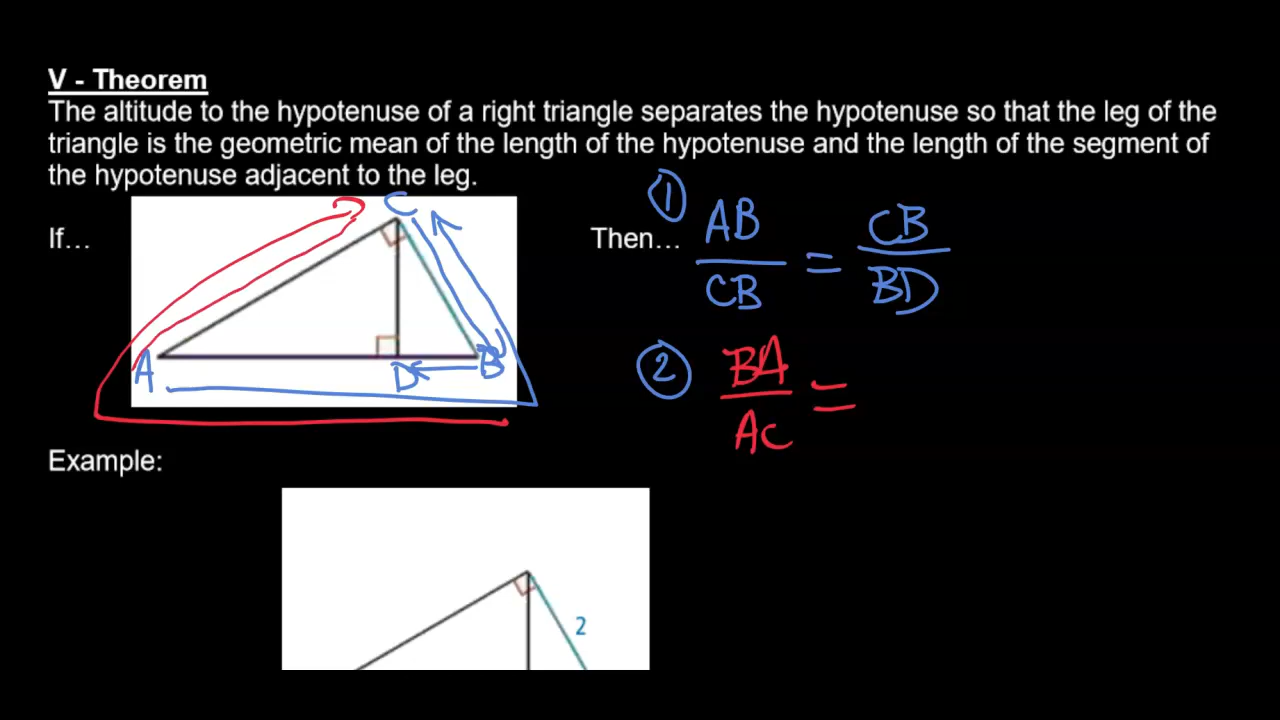 V - Theorem
The altitude to the hypotenuse of a right triangle separates the hypotenuse so that the leg of the
triangle is the geometric mean of the length of the hypotenuse and the length of the segment of
the hypotenuse adjacent to the leg.
If…
C
A
D
B
Then…
① AB/CB = CB/BD
② BA/AC =
Example:
2